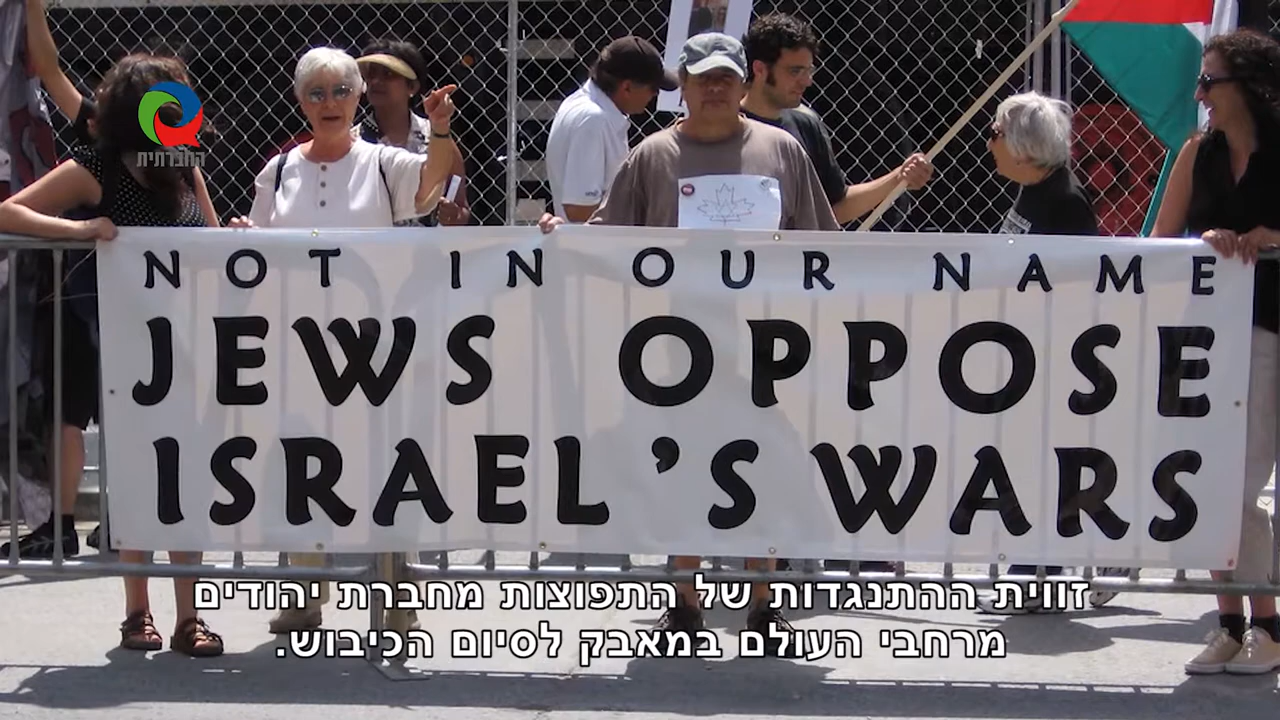 החברתית
NOT IN OUR NAME
JEWS OPPOSE
ISRAEL'S WARS
זווית ההתנגדות של התפוצות מחברת יהודים
מרחבי העולם במאבק לסיום הכיבוש.